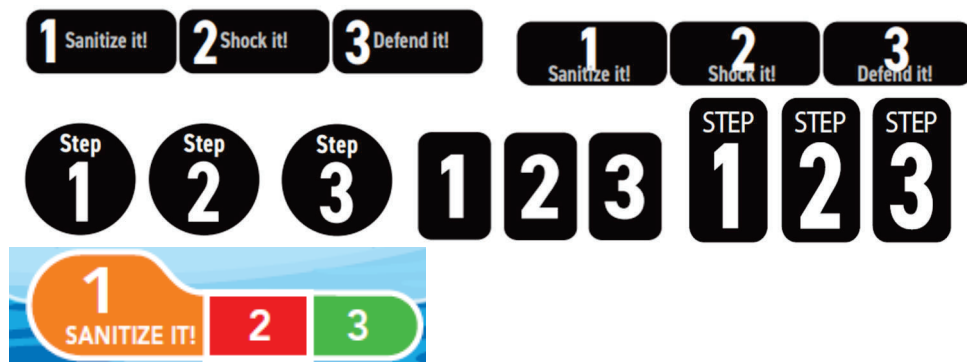 1 Sanitize it! 2 Shock it! 3 Defend it!
1 2 3
Sanitize it! Shock it! Defend it!
Step Step Step
1 2 3
1 2 3
STEP STEP STEP
1 2 3
1
SANITIZE IT! 2 3